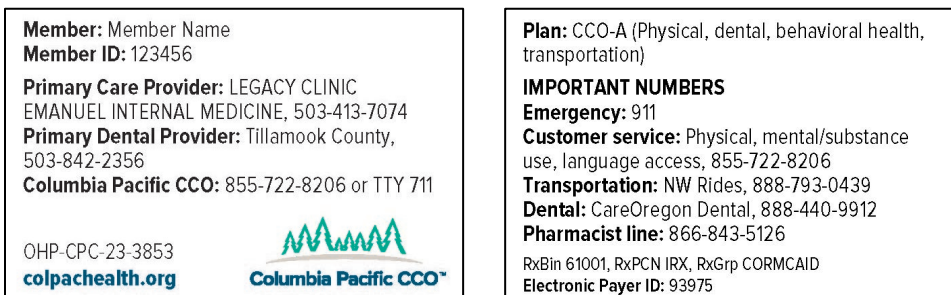 Member: Member Name
Member ID: 123456
Primary Care Provider: LEGACY CLINIC
EMANUEL INTERNAL MEDICINE, 503-413-7074
Primary Dental Provider: Tillamook County,
503-842-2356
Columbia Pacific CCO: 855-722-8206 or TTY 711
OHP-CPC-23-3853
colpachealth.org
Columbia Pacific CCO™
Plan: CCO-A (Physical, dental, behavioral health,
transportation)
IMPORTANT NUMBERS
Emergency: 911
Customer service: Physical, mental/substance
use, language access, 855-722-8206
Transportation: NW Rides, 888-793-0439
Dental: CareOregon Dental, 888-440-9912
Pharmacist line: 866-843-5126
RxBin 61001, RxPCN IRX, RxGrp CORMCAID
Electronic Payer ID: 93975